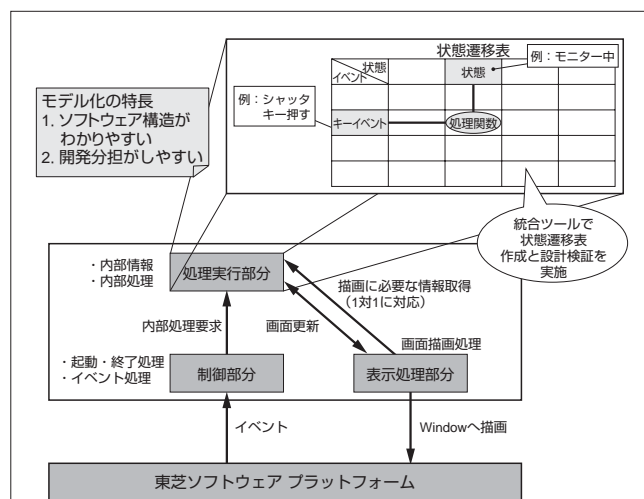 状態遷移表
状態
イベント
状態
例：モニター中
例：シャッタ
キー押す
キーイベント
処理関数
モデル化の特長
1. ソフトウェア構造が
わかりやすい
2. 開発分担がしやすい
統合ツールで
状態遷移表
作成と設計検証を
実施
・内部情報
・内部処理
処理実行部分
描画に必要な情報取得
（1対1に対応）
内部処理要求
画面更新
画面描画処理
・起動・終了処理
・イベント処理
制御部分
表示処理部分
イベント
Windowへ描画
東芝ソフトウェア プラットフォーム